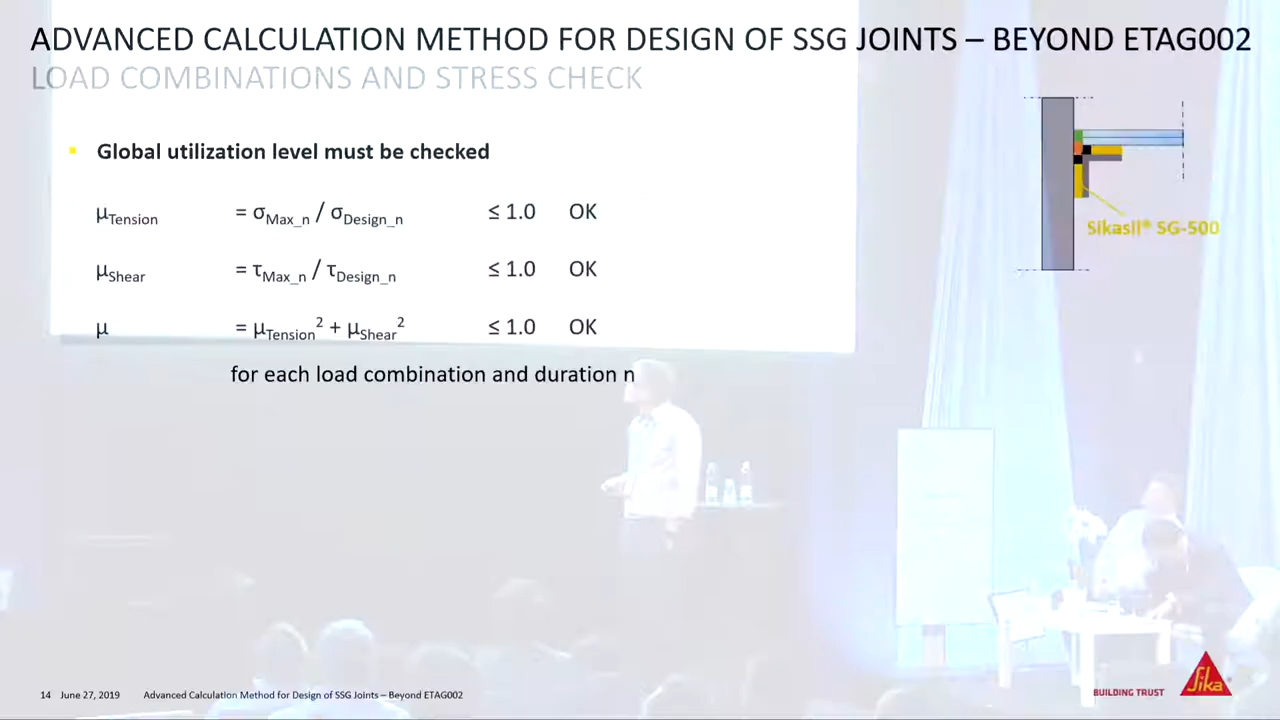 ADVANCED CALCULATION METHOD FOR DESIGN OF SSG JOINTS – BEYOND ETAG002
LOAD COMBINATIONS AND STRESS CHECK
Global utilization level must be checked
μTension = σMax_n / σDesign_n ≤ 1.0 OK
μShear = τMax_n / τDesign_n ≤ 1.0 OK
μ = μTension² + μShear² ≤ 1.0 OK
for each load combination and duration n
Sikasil® SG-500
14 June 27, 2019 Advanced Calculation Method for Design of SSG Joints – Beyond ETAG002
BUILDING TRUST
Sika®